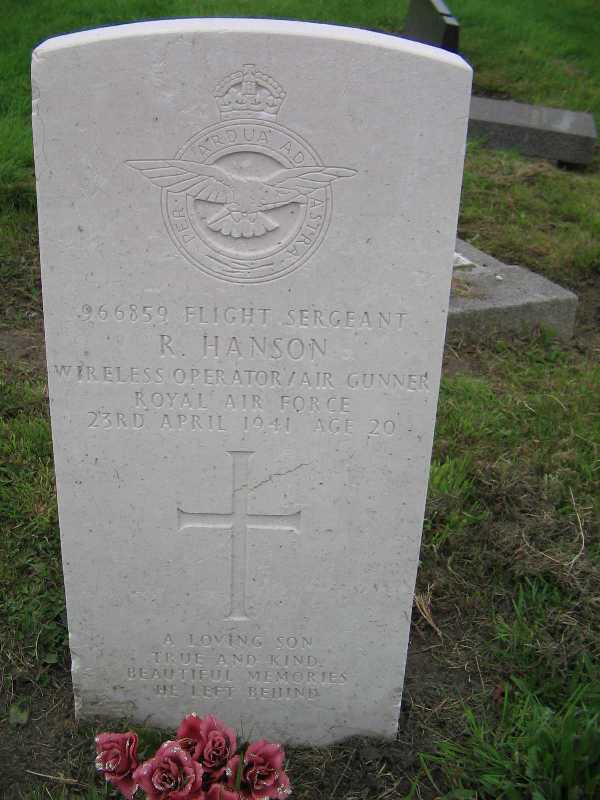 PER ARDUA AD ASTRA
966859 FLIGHT SERGEANT
R. HANSON
WIRELESS OPERATOR/AIR GUNNER
ROYAL AIR FORCE
23RD APRIL 1941 AGE 20
A LOVING SON
TRUE AND KIND,
BEAUTIFUL MEMORIES
HE LEFT BEHIND